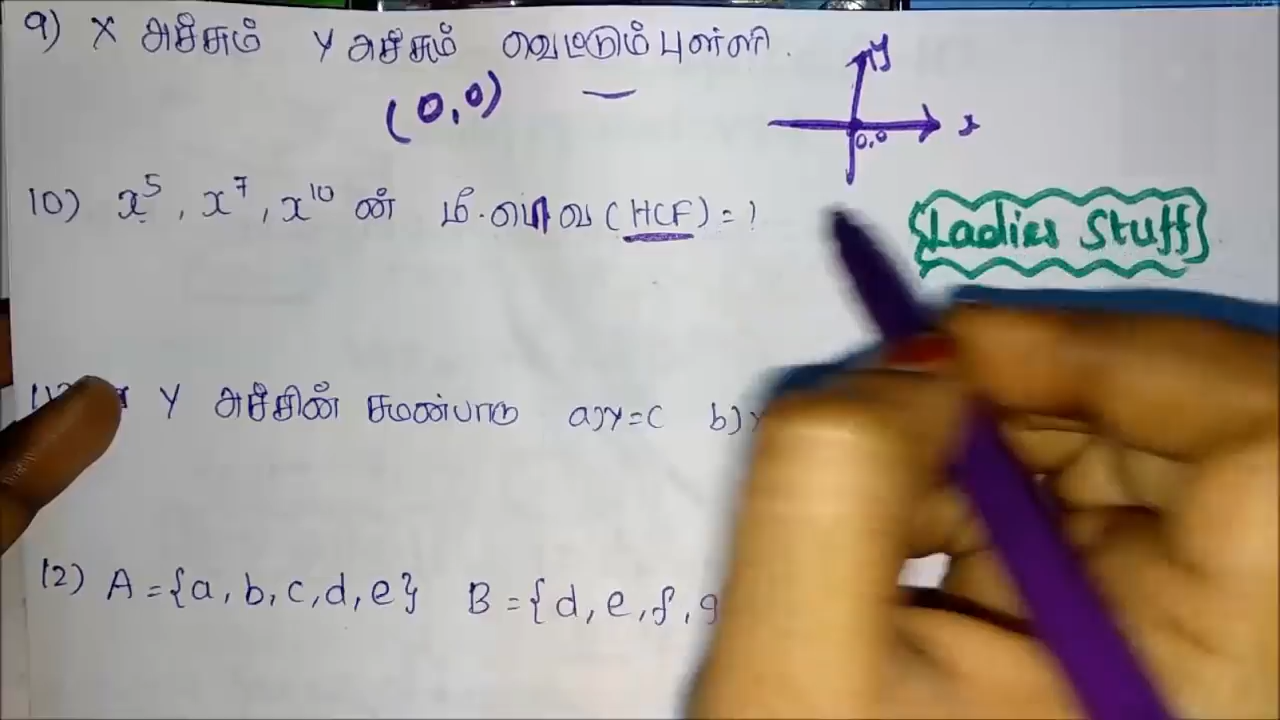 9) X அச்சும் Y அச்சும் வெட்டும் புள்ளி.
(0,0)
y
x
0,0
10) x⁵, x⁷, x¹⁰ ன் மீ.பொ வ (HCF) = ?
Ladies Stuff
Y அச்சின் சமன்பாடு a) Y=C b)
12) A = {a, b, c, d, e} B = {d, e, f, g